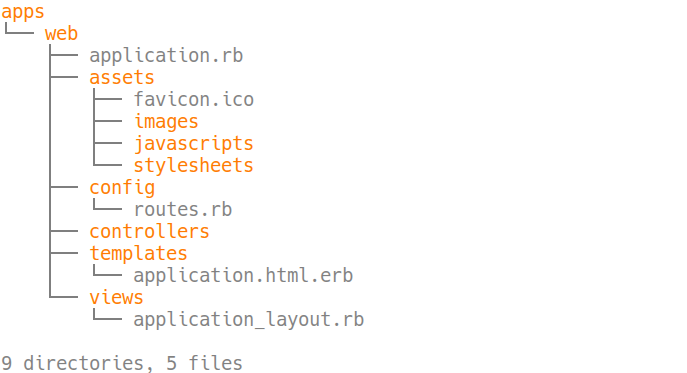 apps
└── web
    ├── application.rb
    ├── assets
    │   ├── favicon.ico
    │   ├── images
    │   ├── javascripts
    │   └── stylesheets
    ├── config
    │   └── routes.rb
    ├── controllers
    ├── templates
    │   └── application.html.erb
    └── views
        └── application_layout.rb

9 directories, 5 files